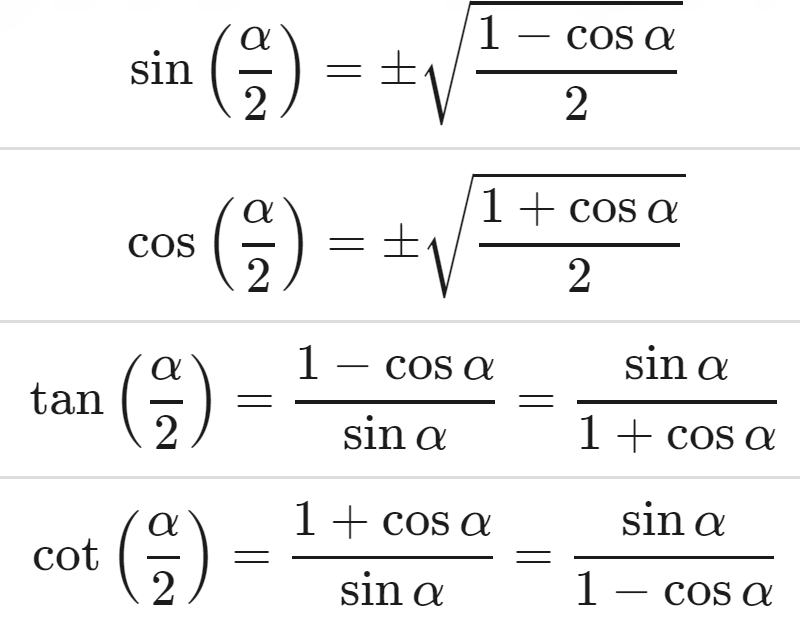 sin (α/2) = ±√((1 − cos α)/2)
cos (α/2) = ±√((1 + cos α)/2)
tan (α/2) = (1 − cos α)/(sin α) = (sin α)/(1 + cos α)
cot (α/2) = (1 + cos α)/(sin α) = (sin α)/(1 − cos α)